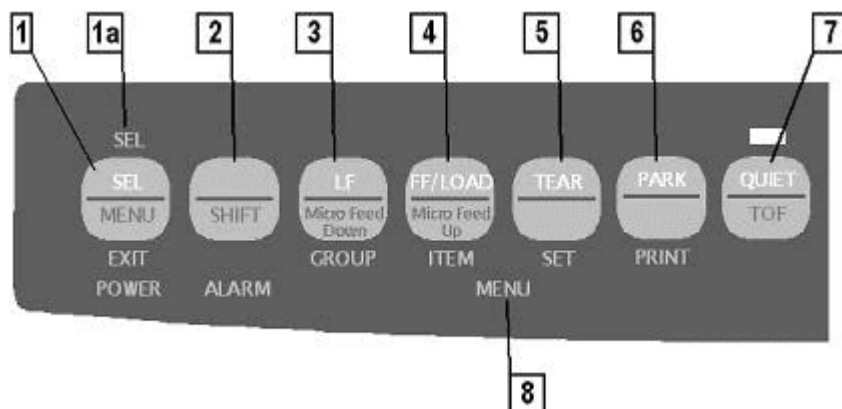 1 1a 2 3 4 5 6 7
SEL
SEL LF FF/LOAD TEAR PARK QUIET
MENU SHIFT Micro Feed Down Micro Feed Up TOF
EXIT GROUP ITEM SET PRINT
POWER ALARM MENU
8